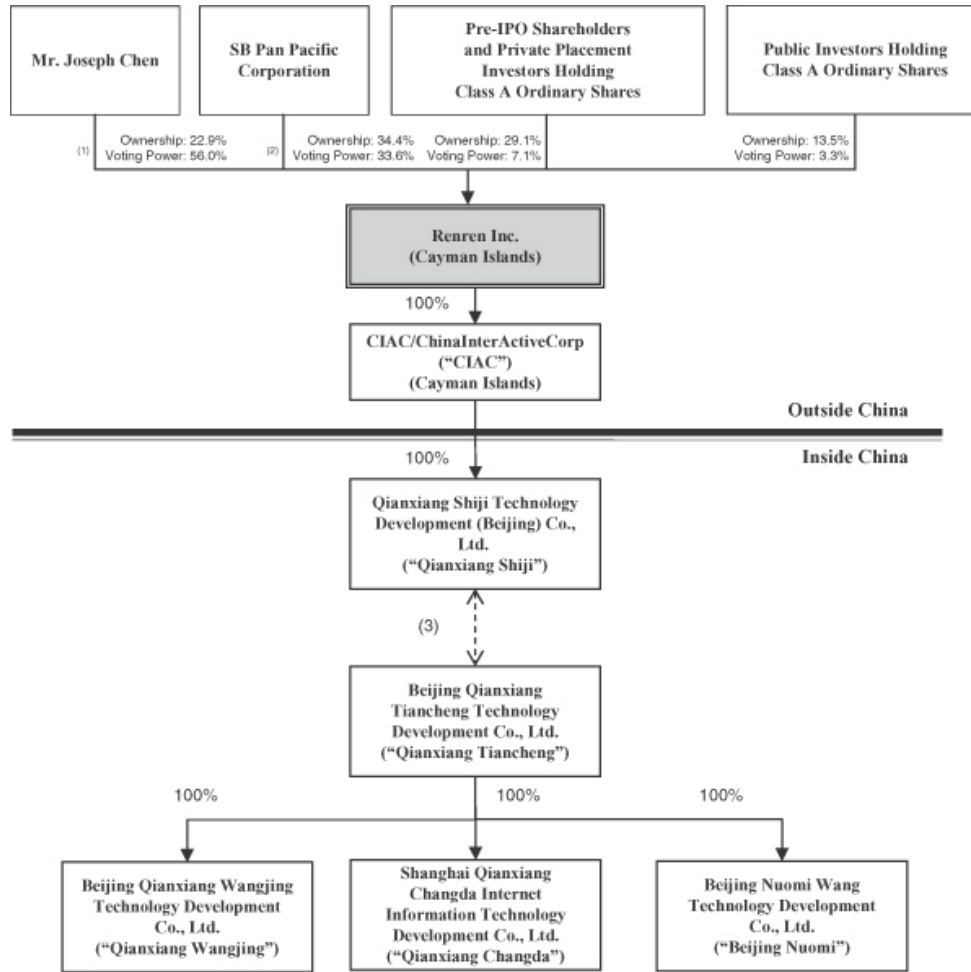 Mr. Joseph Chen
SB Pan Pacific
Corporation
Pre-IPO Shareholders
and Private Placement
Investors Holding
Class A Ordinary Shares
Public Investors Holding
Class A Ordinary Shares
(1)
Ownership: 22.9%
Voting Power: 56.0%
(2)
Ownership: 34.4%
Voting Power: 33.6%
Ownership: 29.1%
Voting Power: 7.1%
Ownership: 13.5%
Voting Power: 3.3%
Renren Inc.
(Cayman Islands)
100%
CIAC/ChinaInterActiveCorp
(“CIAC”)
(Cayman Islands)
Outside China
Inside China
100%
Qianxiang Shiji Technology
Development (Beijing) Co.,
Ltd.
(“Qianxiang Shiji”)
(3)
Beijing Qianxiang
Tiancheng Technology
Development Co., Ltd.
(“Qianxiang Tiancheng”)
100%
100%
100%
Beijing Qianxiang Wangjing
Technology Development
Co., Ltd.
(“Qianxiang Wangjing”)
Shanghai Qianxiang
Changda Internet
Information Technology
Development Co., Ltd.
(“Qianxiang Changda”)
Beijing Nuomi Wang
Technology Development
Co., Ltd.
(“Beijing Nuomi”)